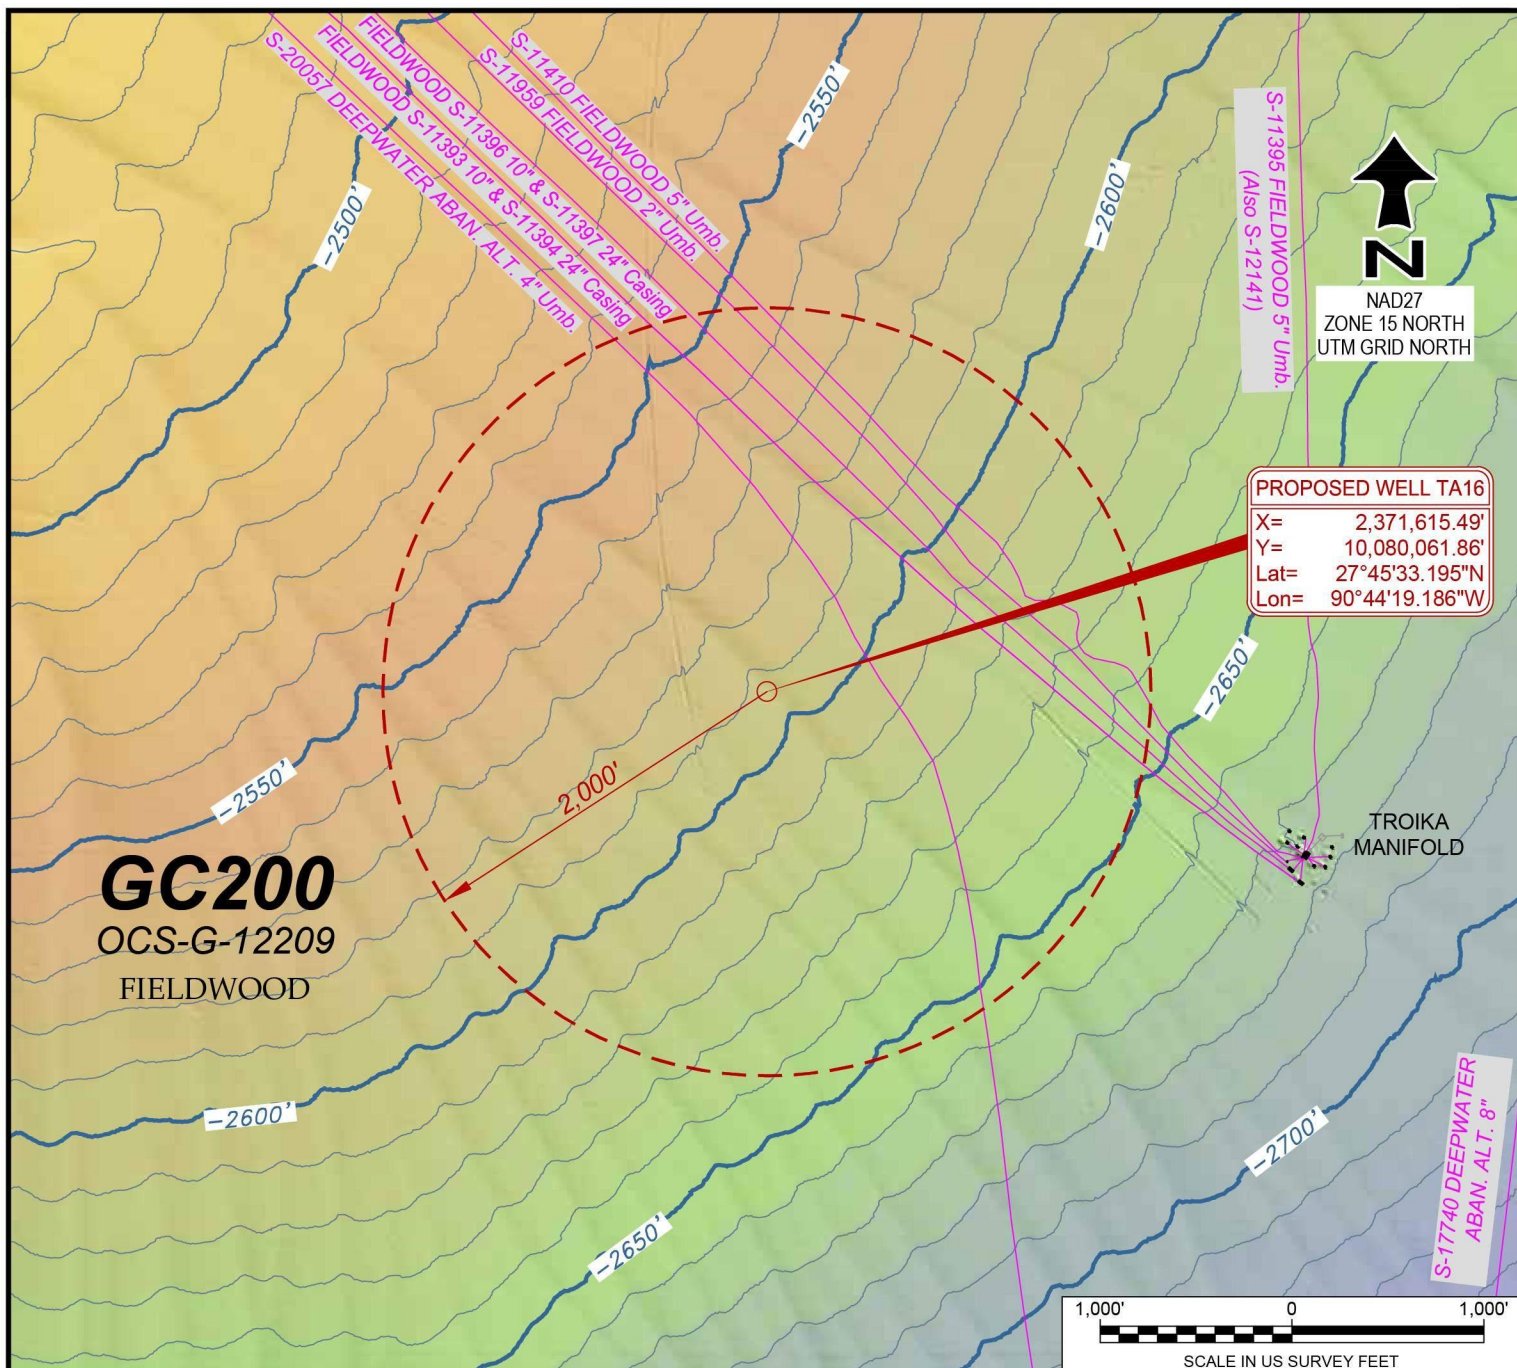 S-20057 DEEPWATER ABAN. ALT. 4" Umb.
FIELDWOOD S-11393 10" & S-11394 24" Casing
FIELDWOOD S-11396 10" & S-11397 24" Casing
S-11959 FIELDWOOD 2" Umb.
S-11410 FIELDWOOD 5" Umb.
-2550'
-2500'
-2600'
S-11395 FIELDWOOD 5" Umb.
(Also S-12141)
N
NAD27
ZONE 15 NORTH
UTM GRID NORTH
PROPOSED WELL TA16
X= 2,371,615.49'
Y= 10,080,061.86'
Lat= 27°45'33.195"N
Lon= 90°44'19.186"W
-2650'
2,000'
-2550'
TROIKA
MANIFOLD
GC200
OCS-G-12209
FIELDWOOD
-2600'
-2700'
-2650'
S-17740 DEEPWATER
ABAN. ALT. 8"
1,000' 0 1,000'
SCALE IN US SURVEY FEET